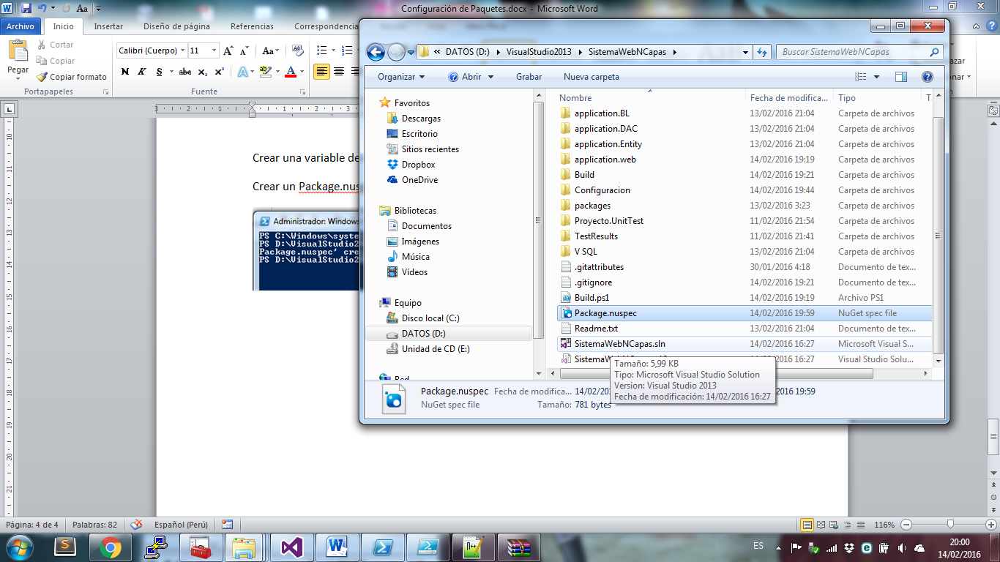 Configuración de Paquetes.docx - Microsoft Word
Archivo Inicio Insertar Diseño de página Referencias Correspondencia
Pegar
Cortar
Copiar
Copiar formato
Portapapeles
Calibri (Cuerpo) 11
Fuente
Crear una variable de
Crear un Package.nus
Administrador: Windows
PS C:\Windows\syste
PS D:\VisualStudio2
Package.nuspec' cre
PS D:\VisualStudio2
« DATOS (D:) VisualStudio2013 SistemaWebNCapas
Buscar SistemaWebNCapas
Organizar Abrir Grabar Nueva carpeta
Favoritos
Descargas
Escritorio
Sitios recientes
Dropbox
OneDrive
Bibliotecas
Documentos
Imágenes
Música
Vídeos
Equipo
Disco local (C:)
DATOS (D:)
Unidad de CD (E:)
Red
Nombre Fecha de modifica... Tipo T
application.BL 13/02/2016 21:04 Carpeta de archivos
application.DAC 13/02/2016 21:04 Carpeta de archivos
application.Entity 13/02/2016 21:04 Carpeta de archivos
application.web 14/02/2016 19:19 Carpeta de archivos
Build 14/02/2016 19:21 Carpeta de archivos
Configuracion 14/02/2016 19:44 Carpeta de archivos
packages 13/02/2016 3:23 Carpeta de archivos
Proyecto.UnitTest 11/02/2016 21:54 Carpeta de archivos
TestResults 11/02/2016 21:41 Carpeta de archivos
V SQL 13/02/2016 21:04 Carpeta de archivos
.gitattributes 30/01/2016 4:18 Documento de tex...
.gitignore 14/02/2016 19:21 Documento de tex...
Build.ps1 14/02/2016 19:19 Archivo PS1
Package.nuspec 14/02/2016 19:59 NuGet spec file
Readme.txt 13/02/2016 21:04 Documento de tex...
SistemaWebNCapas.sln 14/02/2016 16:27 Microsoft Visual S...
14/02/2016 16:27 Visual Studio Solu...
Tamaño: 5,99 KB
Tipo: Microsoft Visual Studio Solution
Version: Visual Studio 2013
Fecha de modificación: 14/02/2016 16:27
Package.nuspec Fecha de modifica... 14/02/20 19:59
NuGet spec file Tamaño: 781 bytes
Página: 4 de 4 Palabras: 82 Español (Perú) 116%
ES
20:00
14/02/2016